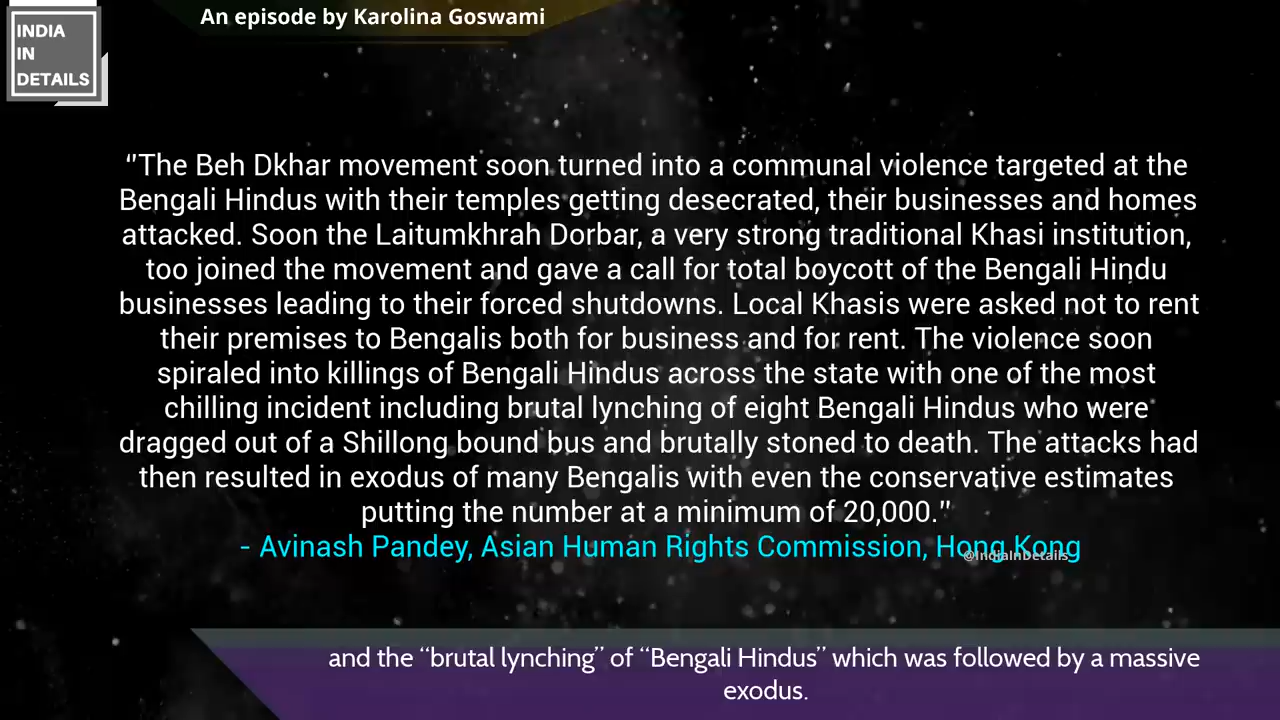 An episode by Karolina Goswami
INDIA
IN
DETAILS
"The Beh Dkhar movement soon turned into a communal violence targeted at the
Bengali Hindus with their temples getting desecrated, their businesses and homes
attacked. Soon the Laitumkhrah Dorbar, a very strong traditional Khasi institution,
too joined the movement and gave a call for total boycott of the Bengali Hindu
businesses leading to their forced shutdowns. Local Khasis were asked not to rent
their premises to Bengalis both for business and for rent. The violence soon
spiraled into killings of Bengali Hindus across the state with one of the most
chilling incident including brutal lynching of eight Bengali Hindus who were
dragged out of a Shillong bound bus and brutally stoned to death. The attacks had
then resulted in exodus of many Bengalis with even the conservative estimates
putting the number at a minimum of 20,000."
- Avinash Pandey, Asian Human Rights Commission, Hong Kong
@IndiaInDetails
and the “brutal lynching” of “Bengali Hindus” which was followed by a massive
exodus.